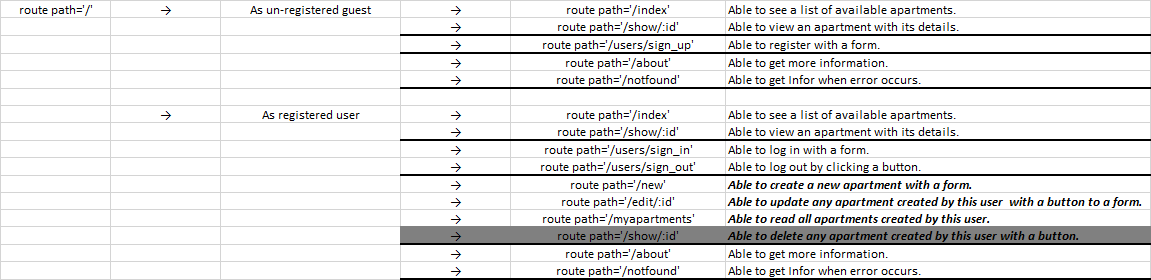 route path='/' → As un-registered guest → route path='/index' Able to see a list of available apartments.
→ route path='/show/:id' Able to view an apartment with its details.
→ route path='/users/sign_up' Able to register with a form.
→ route path='/about' Able to get more information.
→ route path='/notfound' Able to get Infor when error occurs.
→ As registered user → route path='/index' Able to see a list of available apartments.
→ route path='/show/:id' Able to view an apartment with its details.
→ route path='/users/sign_in' Able to log in with a form.
→ route path='/users/sign_out' Able to log out by clicking a button.
→ route path='/new' Able to create a new apartment with a form.
→ route path='/edit/:id' Able to update any apartment created by this user with a button to a form.
→ route path='/myapartments' Able to read all apartments created by this user.
→ route path='/show/:id' Able to delete any apartment created by this user with a button.
→ route path='/about' Able to get more information.
→ route path='/notfound' Able to get Infor when error occurs.